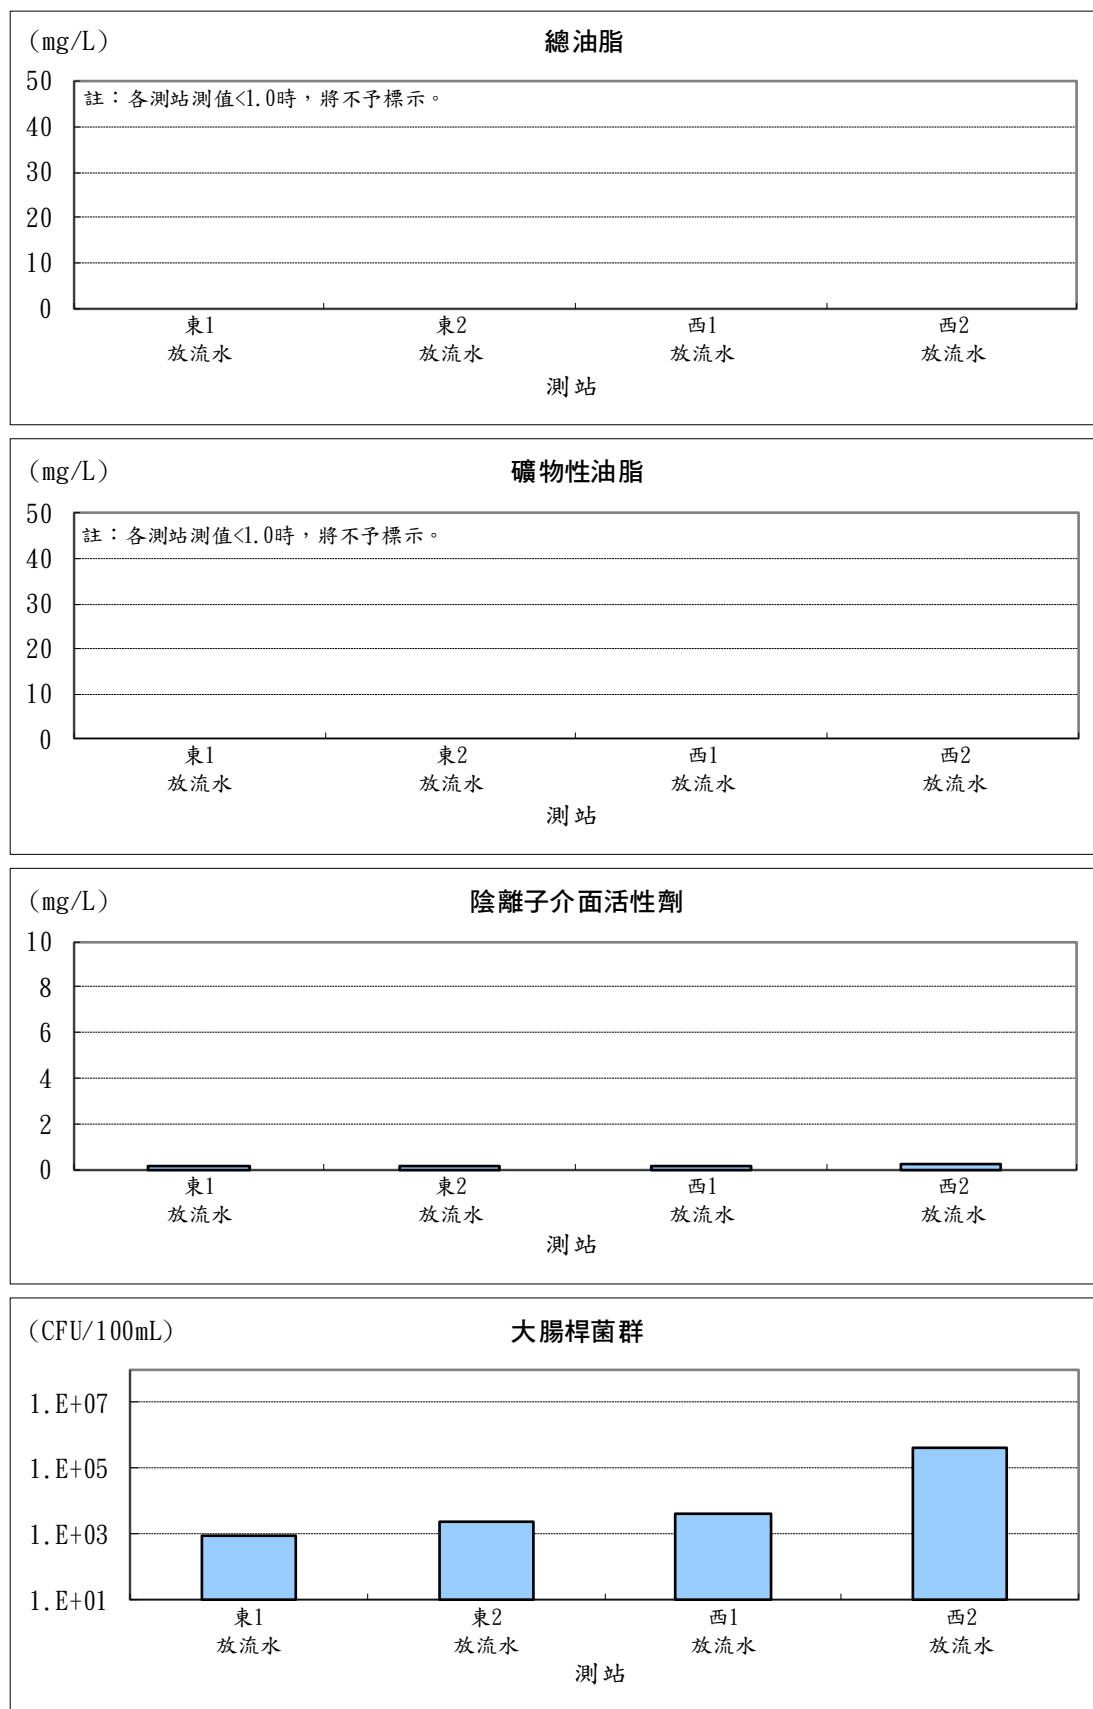 (mg/L)
總油脂
註：各測站測值<1.0時，將不予標示。
50
40
30
20
10
0
東1 東2 西1 西2
放流水 放流水 放流水 放流水
測站
(mg/L)
礦物性油脂
註：各測站測值<1.0時，將不予標示。
50
40
30
20
10
0
東1 東2 西1 西2
放流水 放流水 放流水 放流水
測站
(mg/L)
陰離子介面活性劑
10
8
6
4
2
0
東1 東2 西1 西2
放流水 放流水 放流水 放流水
測站
(CFU/100mL)
大腸桿菌群
1.E+07
1.E+05
1.E+03
1.E+01
東1 東2 西1 西2
放流水 放流水 放流水 放流水
測站